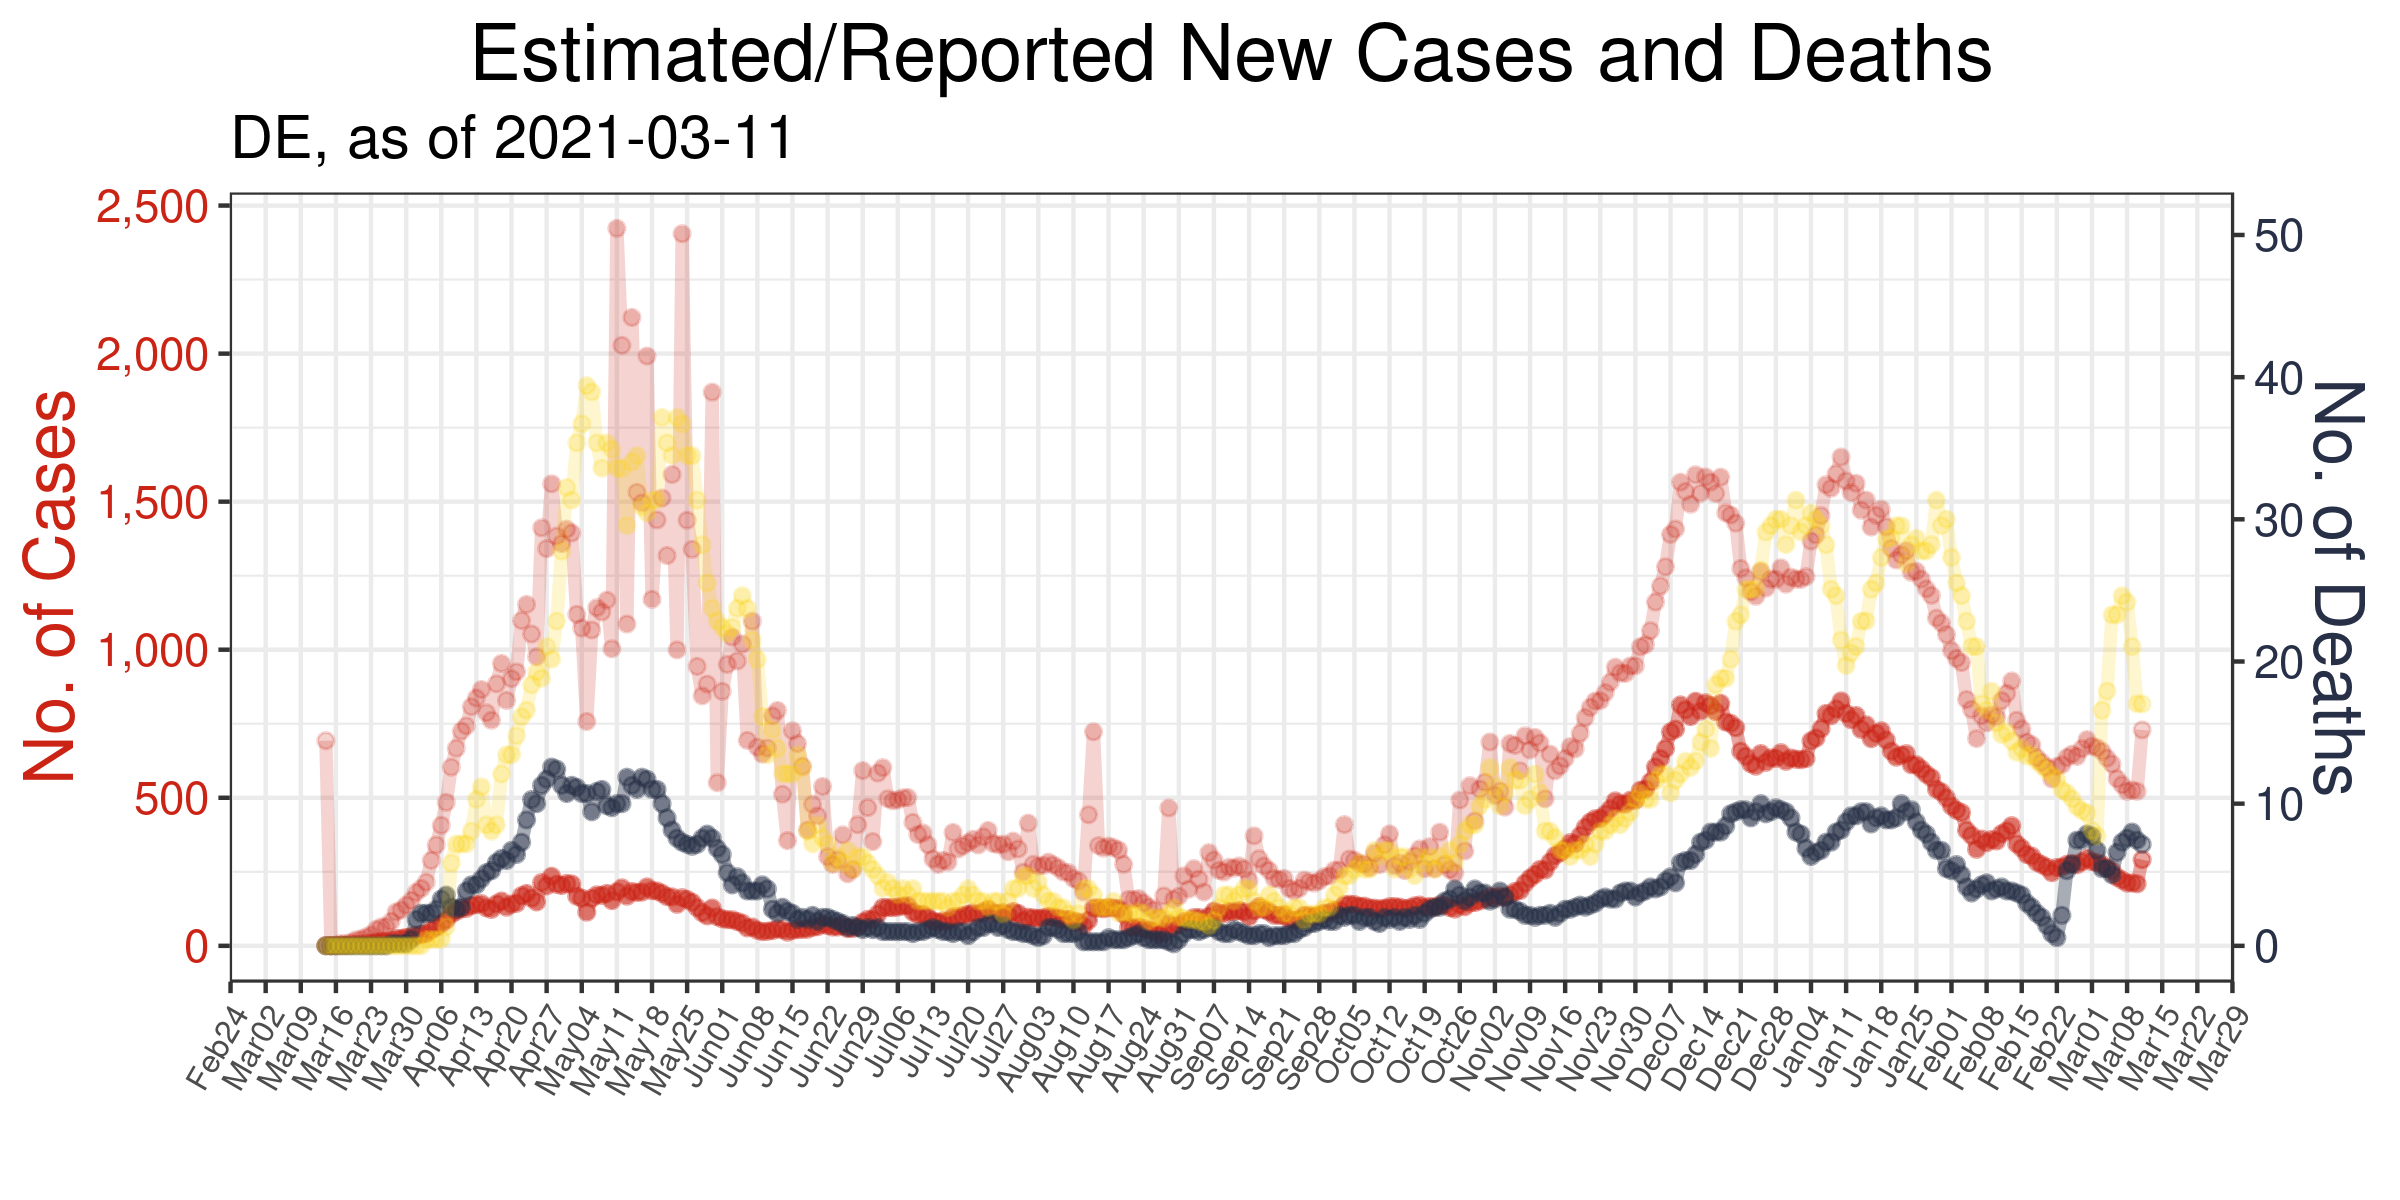 Estimated/Reported New Cases and Deaths
DE, as of 2021-03-11
No. of Cases
2,500
2,000
1,500
1,000
500
0
50
40
30
20
10
0
No. of Deaths
Feb24
Mar02
Mar09
Mar16
Mar23
Mar30
Apr06
Apr13
Apr20
Apr27
May04
May11
May18
May25
Jun01
Jun08
Jun15
Jun22
Jun29
Jul06
Jul13
Jul20
Jul27
Aug03
Aug10
Aug17
Aug24
Aug31
Sep07
Sep14
Sep21
Sep28
Oct05
Oct12
Oct19
Oct26
Nov02
Nov09
Nov16
Nov23
Nov30
Dec07
Dec14
Dec21
Dec28
Jan04
Jan11
Jan18
Jan25
Feb01
Feb08
Feb15
Feb22
Mar01
Mar08
Mar15
Mar22
Mar29